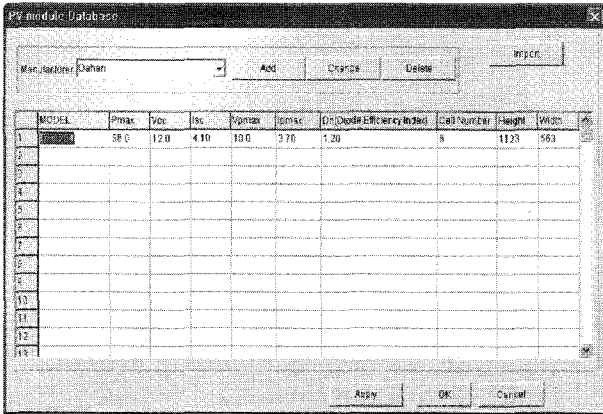 PV module Database
Import
Manufacturer Dahan Add Change Delete
MODEL Pmax Voc Isc Vpmax Ipmax Dn(Diode Efficiency Index) Cell Number Height Width
1 12.0 4.10 10.0 3.70 1.20 1123 563
2
3
4
5
6
7
8
9
10
11
12
13
Apply OK Cancel